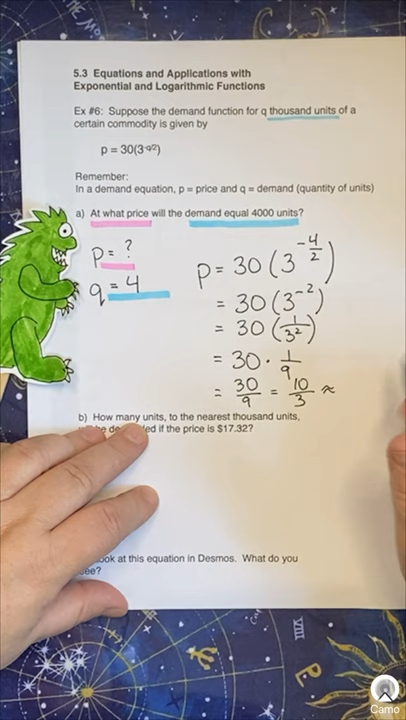 5.3 Equations and Applications with
Exponential and Logarithmic Functions
Ex #6: Suppose the demand function for q thousand units of a
certain commodity is given by
p = 30(3^-q/2)
Remember:
In a demand equation, p = price and q = demand (quantity of units)
a) At what price will the demand equal 4000 units?
p = ?
q = 4
p = 30 (3^-4/2)
= 30 (3^-2)
= 30 (1/3^2)
= 30 · 1/9
= 30/9 = 10/3 ≈
b) How many units, to the nearest thousand units,
if the price is $17.32?
at this equation in Desmos. What do you
see?
VIII
Camo